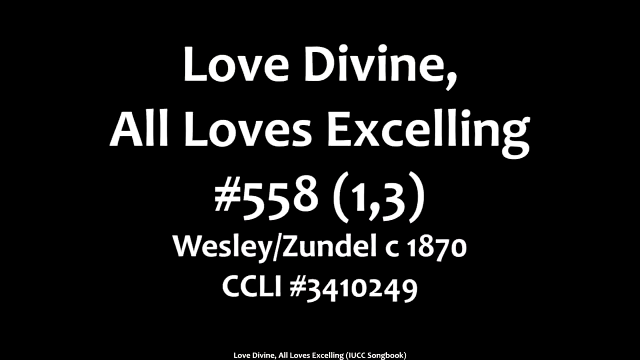 Love Divine,
All Loves Excelling
#558 (1,3)
Wesley/Zundel c 1870
CCLI #3410249
Love Divine, All Loves Excelling (IUCC Songbook)